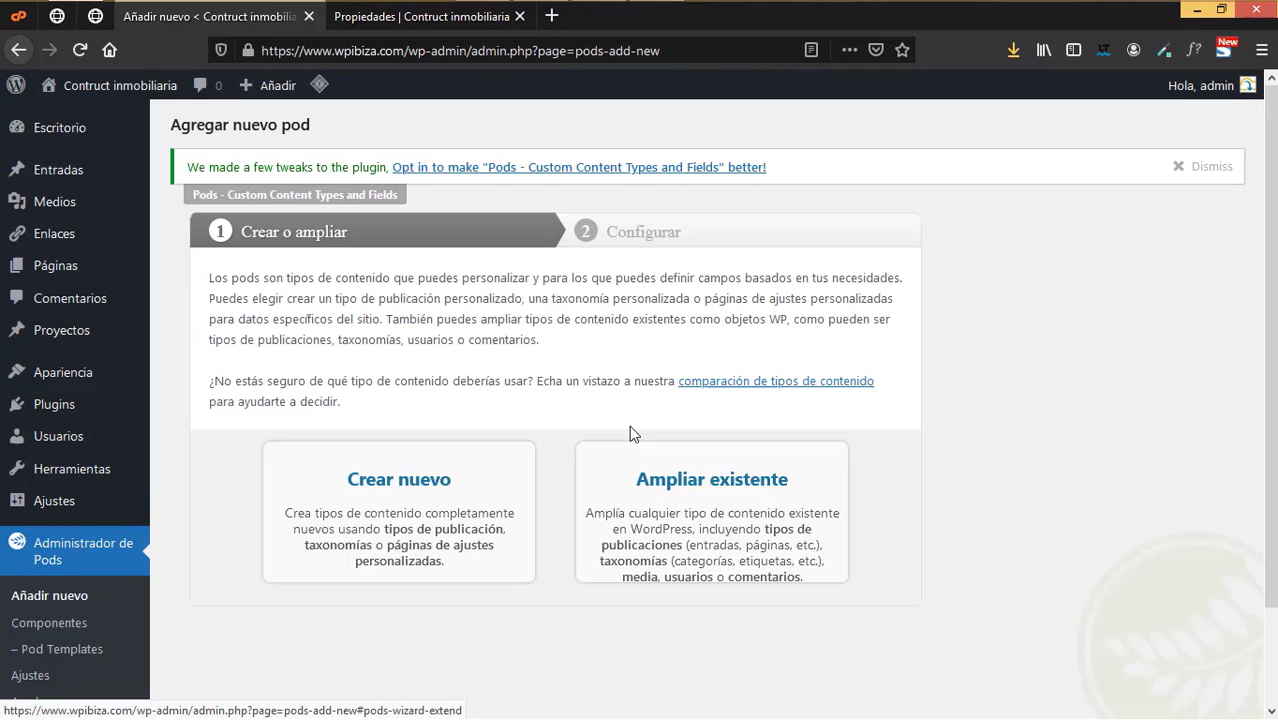 Añadir nuevo < Contruct inmobilia
Propiedades | Contruct inmobiliaria
https://www.wpibiza.com/wp-admin/admin.php?page=pods-add-new
New
Contruct inmobiliaria
0
Añadir
Hola, admin
Escritorio
Entradas
Medios
Enlaces
Páginas
Comentarios
Proyectos
Apariencia
Plugins
Usuarios
Herramientas
Ajustes
Administrador de
Pods
Añadir nuevo
Componentes
– Pod Templates
Ajustes
Agregar nuevo pod
We made a few tweaks to the plugin, Opt in to make "Pods - Custom Content Types and Fields" better!
Dismiss
Pods - Custom Content Types and Fields
1 Crear o ampliar
2 Configurar
Los pods son tipos de contenido que puedes personalizar y para los que puedes definir campos basados en tus necesidades.
Puedes elegir crear un tipo de publicación personalizado, una taxonomía personalizada o páginas de ajustes personalizadas
para datos específicos del sitio. También puedes ampliar tipos de contenido existentes como objetos WP, como pueden ser
tipos de publicaciones, taxonomías, usuarios o comentarios.
¿No estás seguro de qué tipo de contenido deberías usar? Echa un vistazo a nuestra comparación de tipos de contenido
para ayudarte a decidir.
Crear nuevo
Crea tipos de contenido completamente
nuevos usando tipos de publicación,
taxonomías o páginas de ajustes
personalizadas.
Ampliar existente
Amplía cualquier tipo de contenido existente
en WordPress, incluyendo tipos de
publicaciones (entradas, páginas, etc.),
taxonomías (categorías, etiquetas, etc.),
media, usuarios o comentarios.
https://www.wpibiza.com/wp-admin/admin.php?page=pods-add-new#pods-wizard-extend